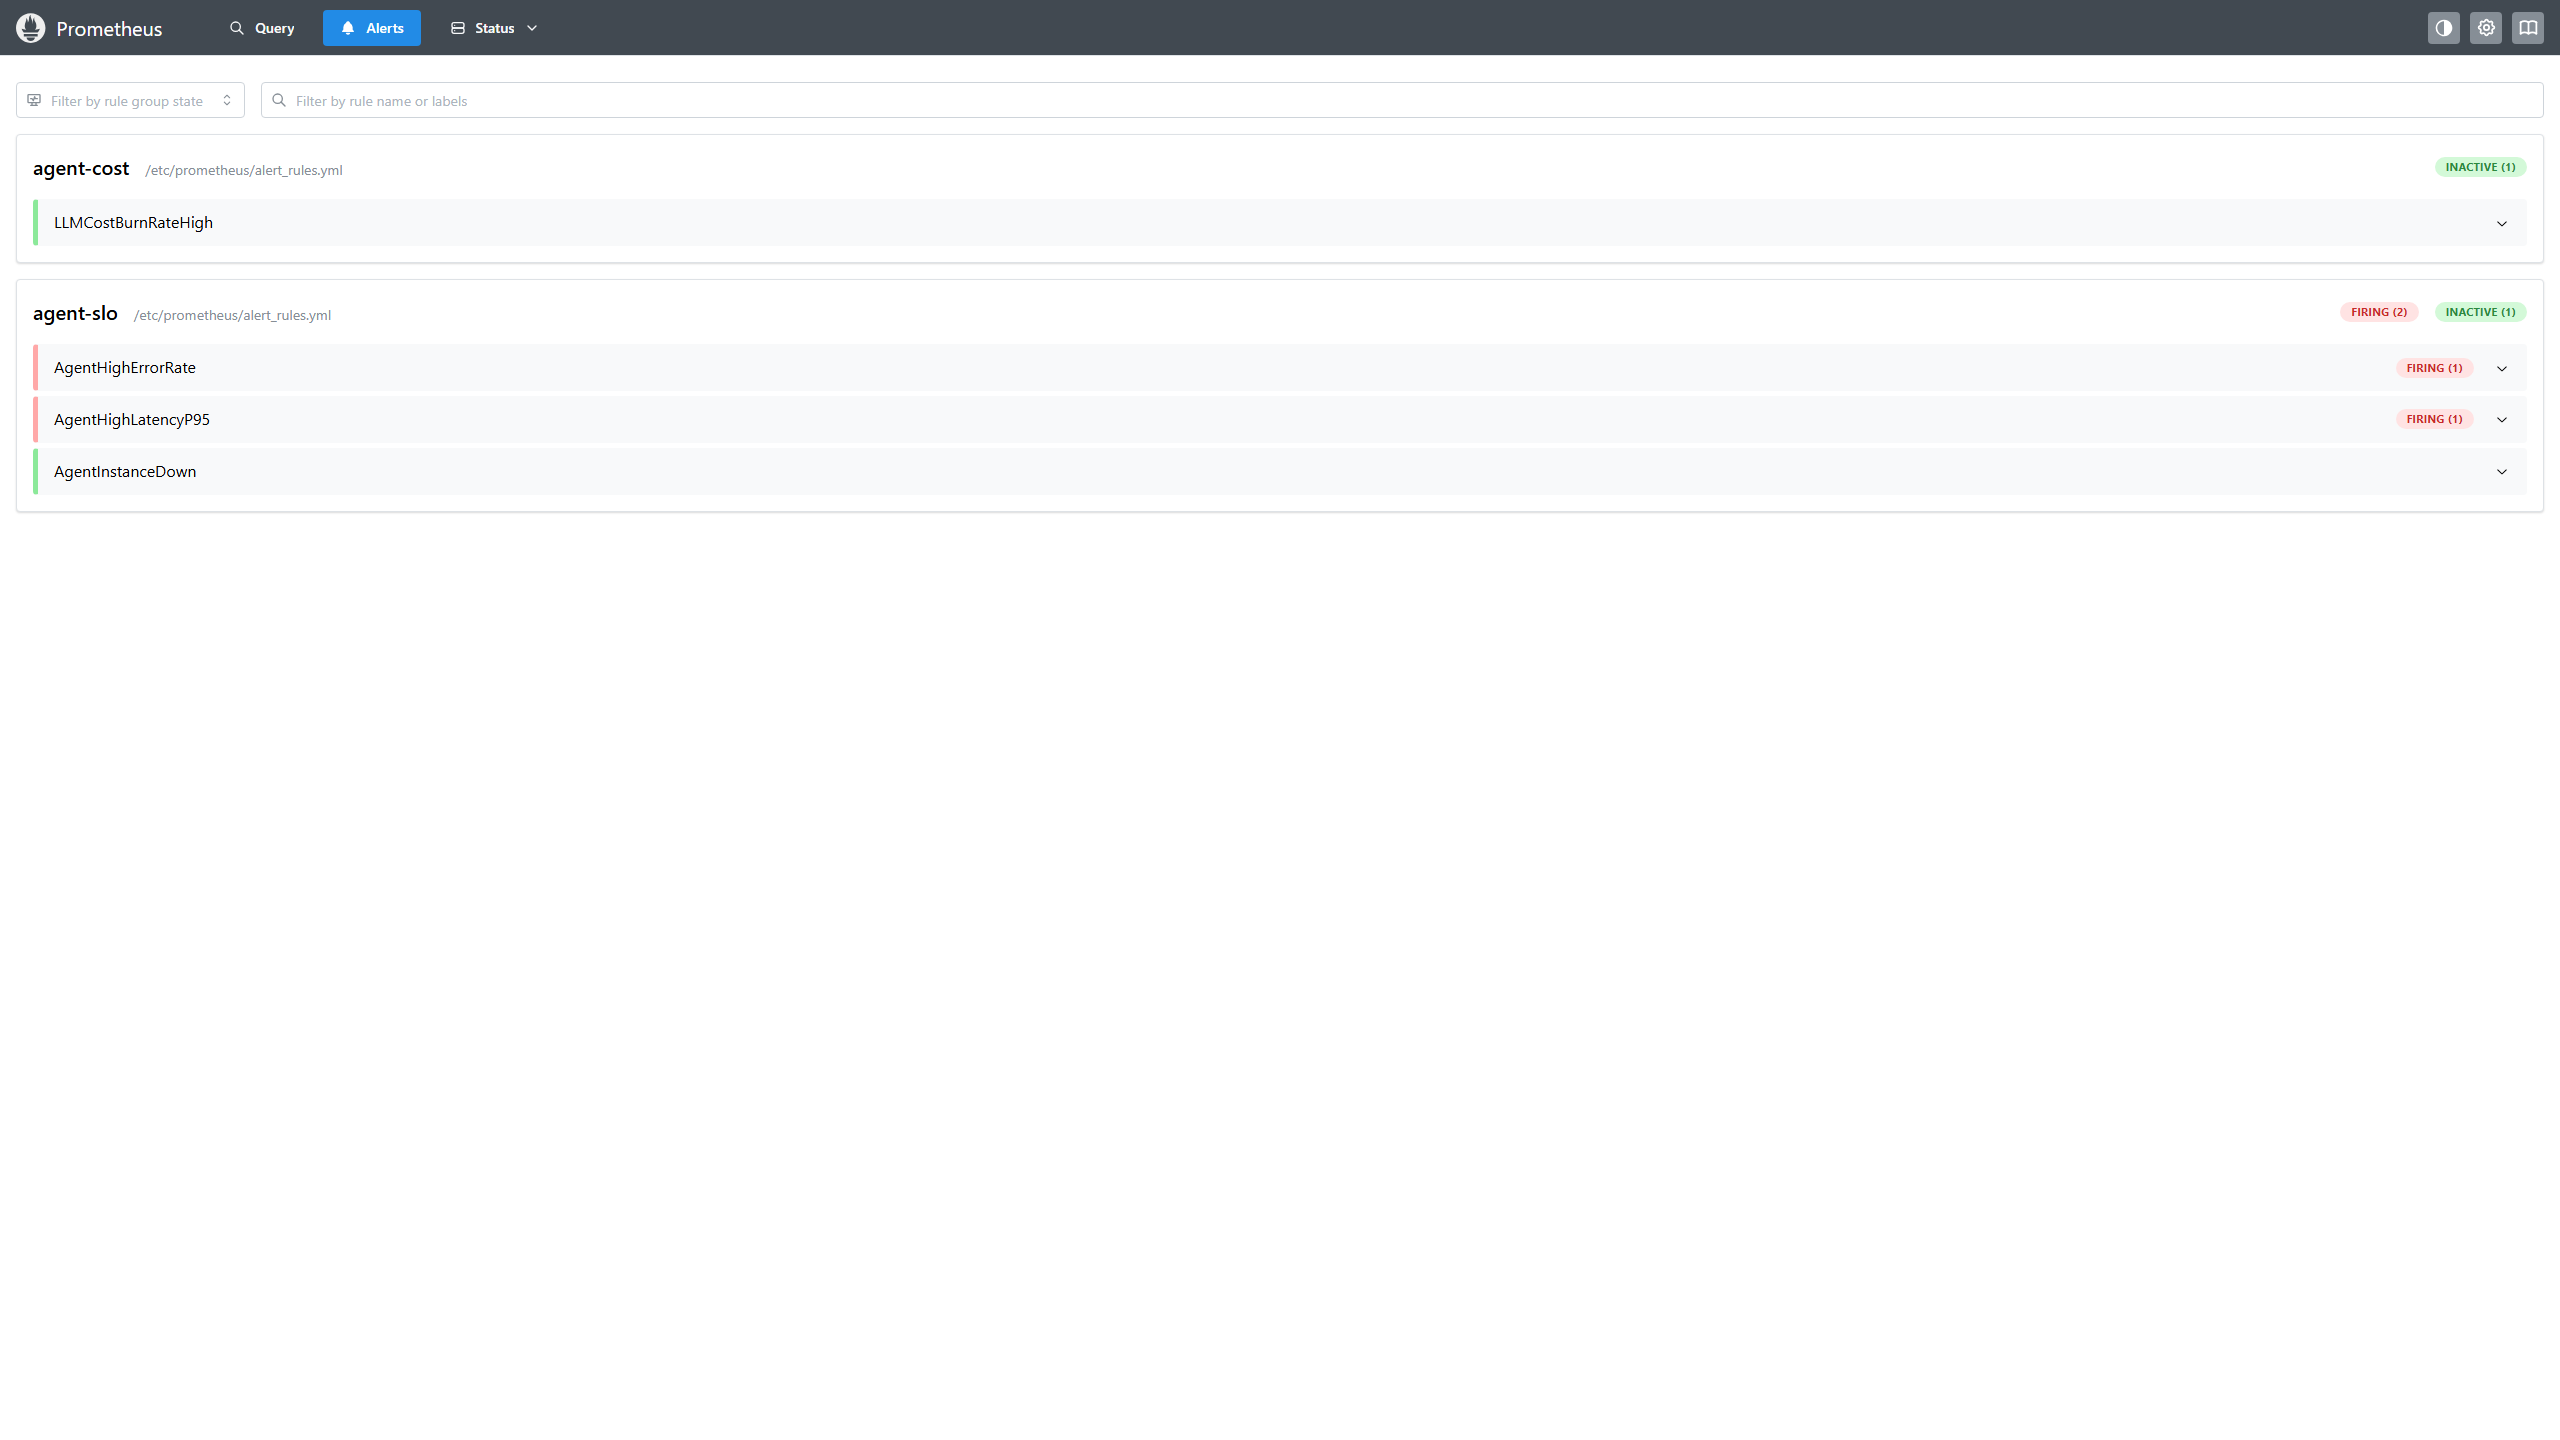 Prometheus Query Alerts Status
Filter by rule group state Filter by rule name or labels
agent-cost /etc/prometheus/alert_rules.yml INACTIVE (1)
LLMCostBurnRateHigh
agent-slo /etc/prometheus/alert_rules.yml FIRING (2) INACTIVE (1)
AgentHighErrorRate FIRING (1)
AgentHighLatencyP95 FIRING (1)
AgentInstanceDown